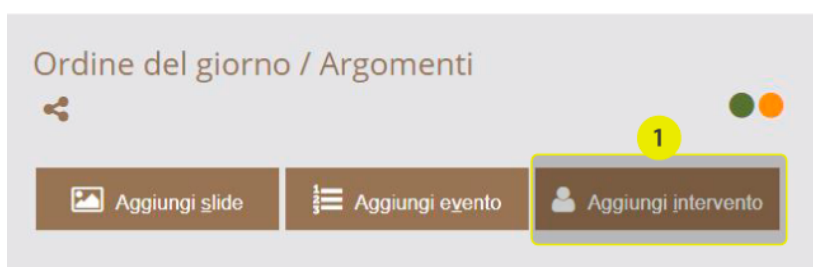 Ordine del giorno / Argomenti
1
Aggiungi slide Aggiungi evento Aggiungi intervento